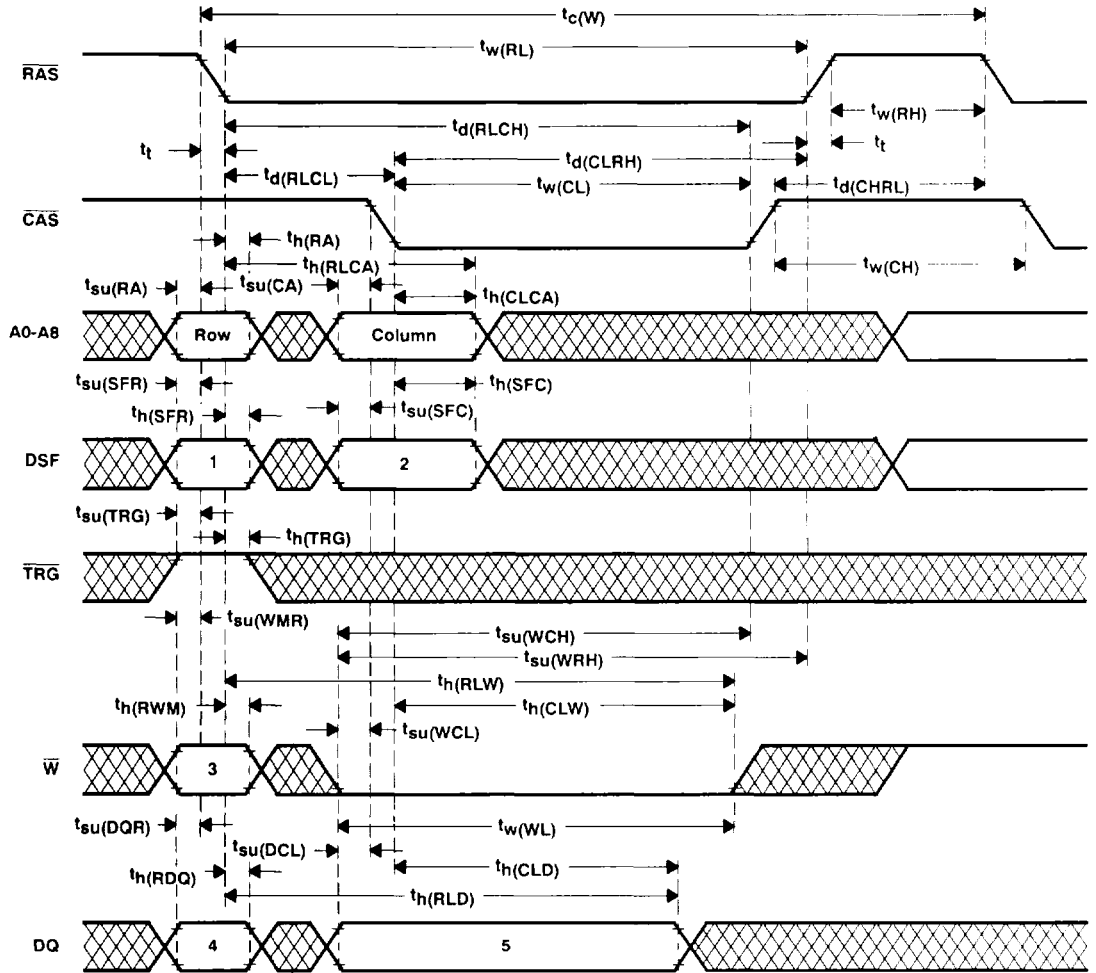 tc(W)
tw(RL)
RAS
tw(RH)
td(RLCH)
tt
tt
td(CLRH)
td(RLCL)
tw(CL)
td(CHRL)
CAS
th(RA)
tw(CH)
th(RLCA)
tsu(RA)
tsu(CA)
th(CLCA)
A0-A8
Row
Column
tsu(SFR)
th(SFC)
th(SFR)
tsu(SFC)
DSF
1
2
tsu(TRG)
th(TRG)
TRG
tsu(WMR)
tsu(WCH)
tsu(WRH)
th(RLW)
th(RWM)
th(CLW)
tsu(WCL)
W
3
tsu(DQR)
tw(WL)
tsu(DCL)
th(CLD)
th(RDQ)
th(RLD)
DQ
4
5